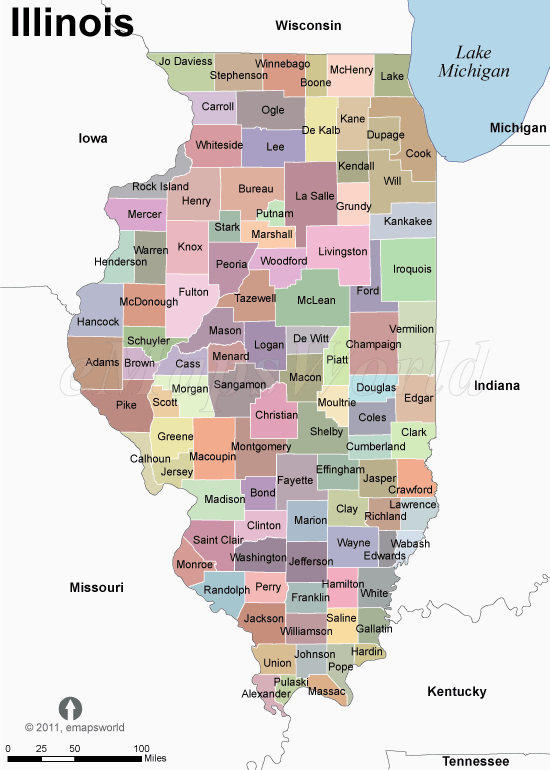 Illinois
Wisconsin
Lake
Michigan
Michigan
Iowa
Indiana
Missouri
Kentucky
Tennessee
Jo Daviess
Stephenson
Winnebago
Boone
McHenry
Lake
Carroll
Ogle
De Kalb
Kane
Dupage
Cook
Whiteside
Lee
Kendall
Will
Rock Island
Henry
Bureau
La Salle
Grundy
Putnam
Mercer
Stark
Marshall
Kankakee
Henderson
Warren
Knox
Peoria
Woodford
Livingston
Iroquois
Ford
Fulton
Tazewell
McLean
Hancock
McDonough
Schuyler
Mason
Logan
De Witt
Champaign
Vermilion
Adams
Brown
Cass
Menard
Piatt
Macon
Morgan
Sangamon
Douglas
Edgar
Pike
Scott
Christian
Moultrie
Coles
Shelby
Greene
Macoupin
Montgomery
Cumberland
Clark
Calhoun
Jersey
Fayette
Effingham
Jasper
Crawford
Madison
Bond
Clay
Richland
Lawrence
Clinton
Marion
Saint Clair
Washington
Jefferson
Wayne
Edwards
Wabash
Monroe
Randolph
Perry
Franklin
Hamilton
White
Jackson
Williamson
Saline
Gallatin
Union
Johnson
Pope
Hardin
Alexander
Pulaski
Massac
eMapsWorld
© 2011, emapsworld
0 25 50 100
Miles